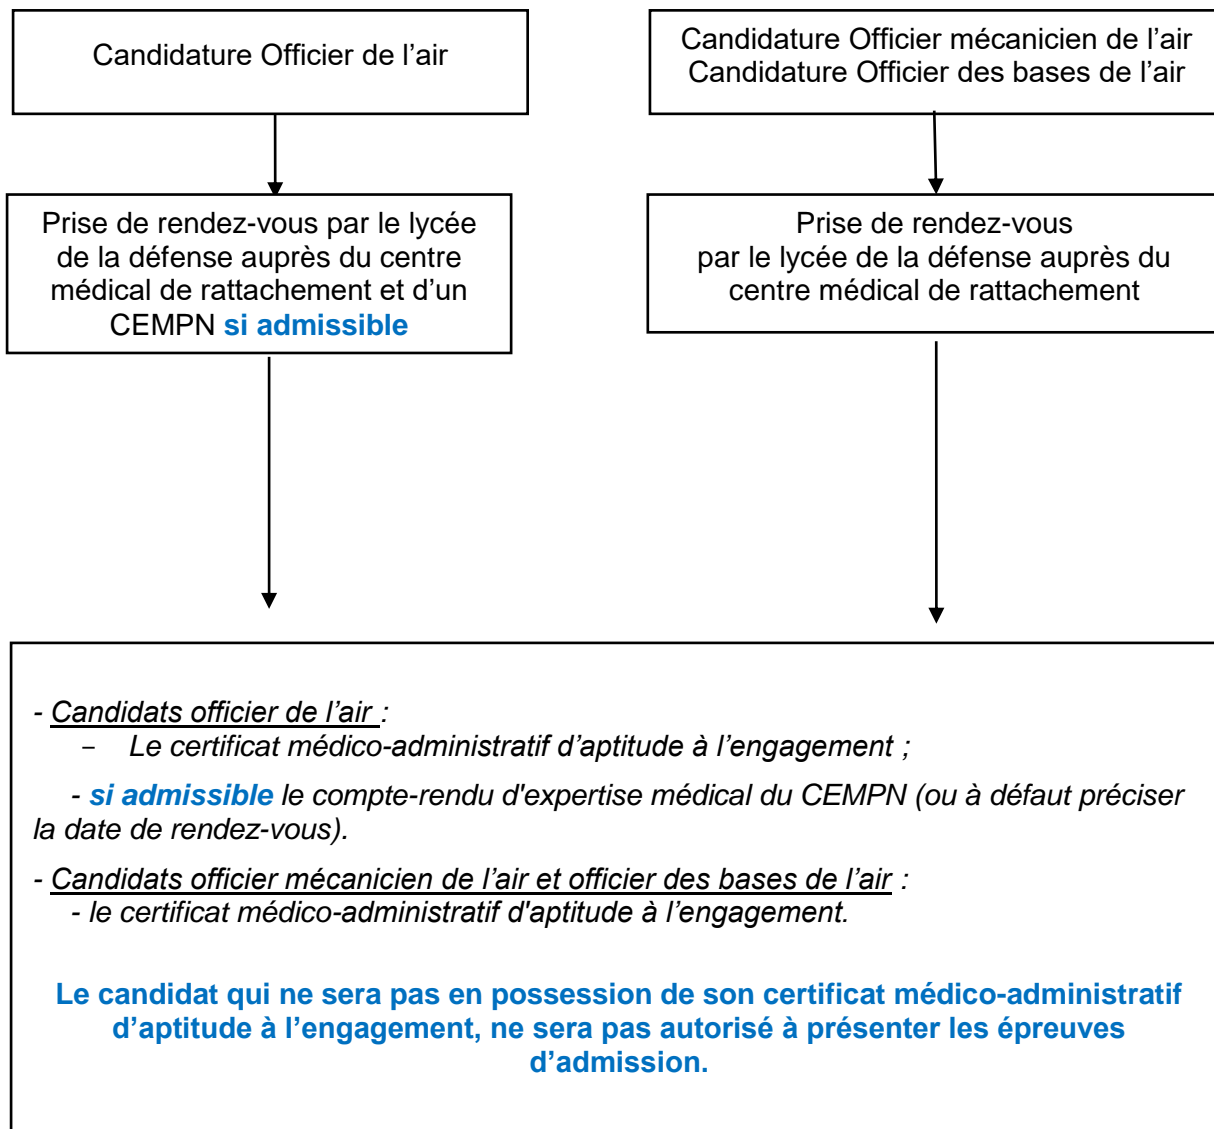 Candidature Officier de l’air
Candidature Officier mécanicien de l’air
Candidature Officier des bases de l’air
Prise de rendez-vous par le lycée
de la défense auprès du centre
médical de rattachement et d’un
CEMPN si admissible
Prise de rendez-vous
par le lycée de la défense auprès du
centre médical de rattachement
- Candidats officier de l’air :
– Le certificat médico-administratif d’aptitude à l’engagement ;
- si admissible le compte-rendu d'expertise médical du CEMPN (ou à défaut préciser
la date de rendez-vous).
- Candidats officier mécanicien de l’air et officier des bases de l’air :
- le certificat médico-administratif d'aptitude à l’engagement.
Le candidat qui ne sera pas en possession de son certificat médico-administratif
d’aptitude à l’engagement, ne sera pas autorisé à présenter les épreuves
d’admission.